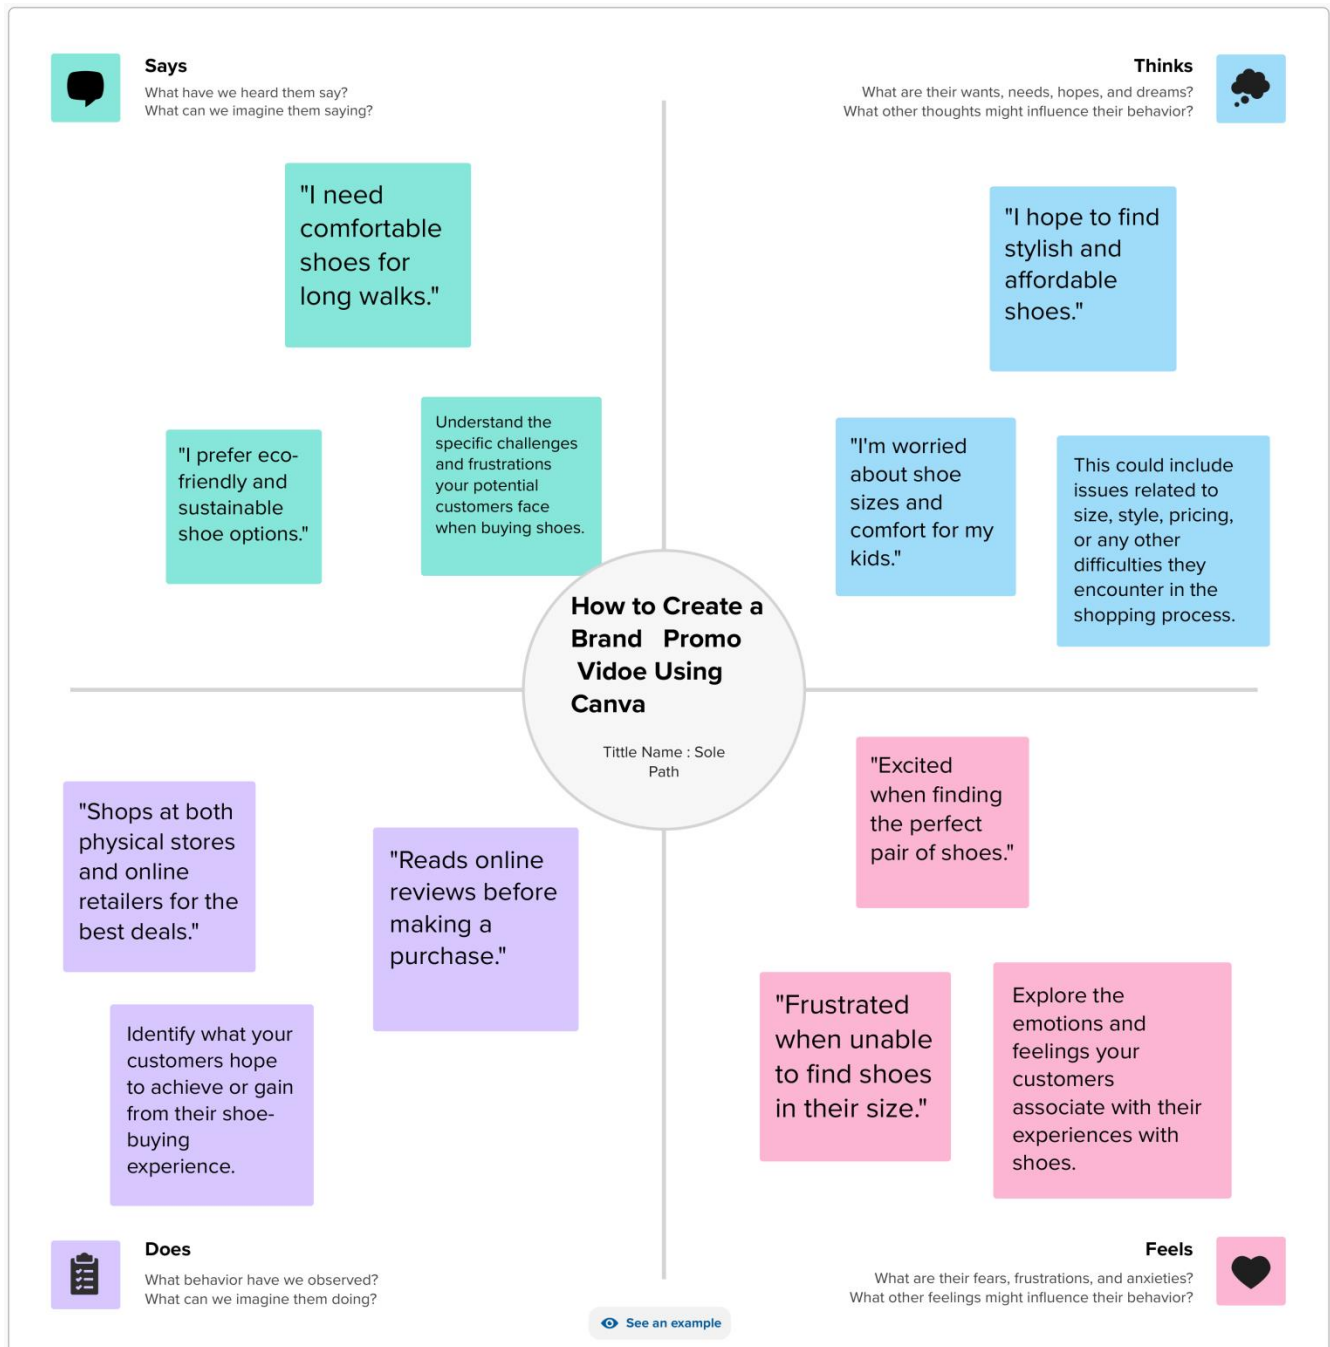 Says
What have we heard them say?
What can we imagine them saying?
"I need
comfortable
shoes for
long walks."
"I prefer eco-
friendly and
sustainable
shoe options."
Understand the
specific challenges
and frustrations
your potential
customers face
when buying shoes.
Thinks
What are their wants, needs, hopes, and dreams?
What other thoughts might influence their behavior?
"I hope to find
stylish and
affordable
shoes."
"I'm worried
about shoe
sizes and
comfort for my
kids."
This could include
issues related to
size, style, pricing,
or any other
difficulties they
encounter in the
shopping process.
How to Create a
Brand Promo
Vidoe Using
Canva
Tittle Name : Sole
Path
"Shops at both
physical stores
and online
retailers for the
best deals."
"Reads online
reviews before
making a
purchase."
Identify what your
customers hope
to achieve or gain
from their shoe-
buying
experience.
Does
What behavior have we observed?
What can we imagine them doing?
"Excited
when finding
the perfect
pair of shoes."
"Frustrated
when unable
to find shoes
in their size."
Explore the
emotions and
feelings your
customers
associate with their
experiences with
shoes.
Feels
What are their fears, frustrations, and anxieties?
What other feelings might influence their behavior?
See an example